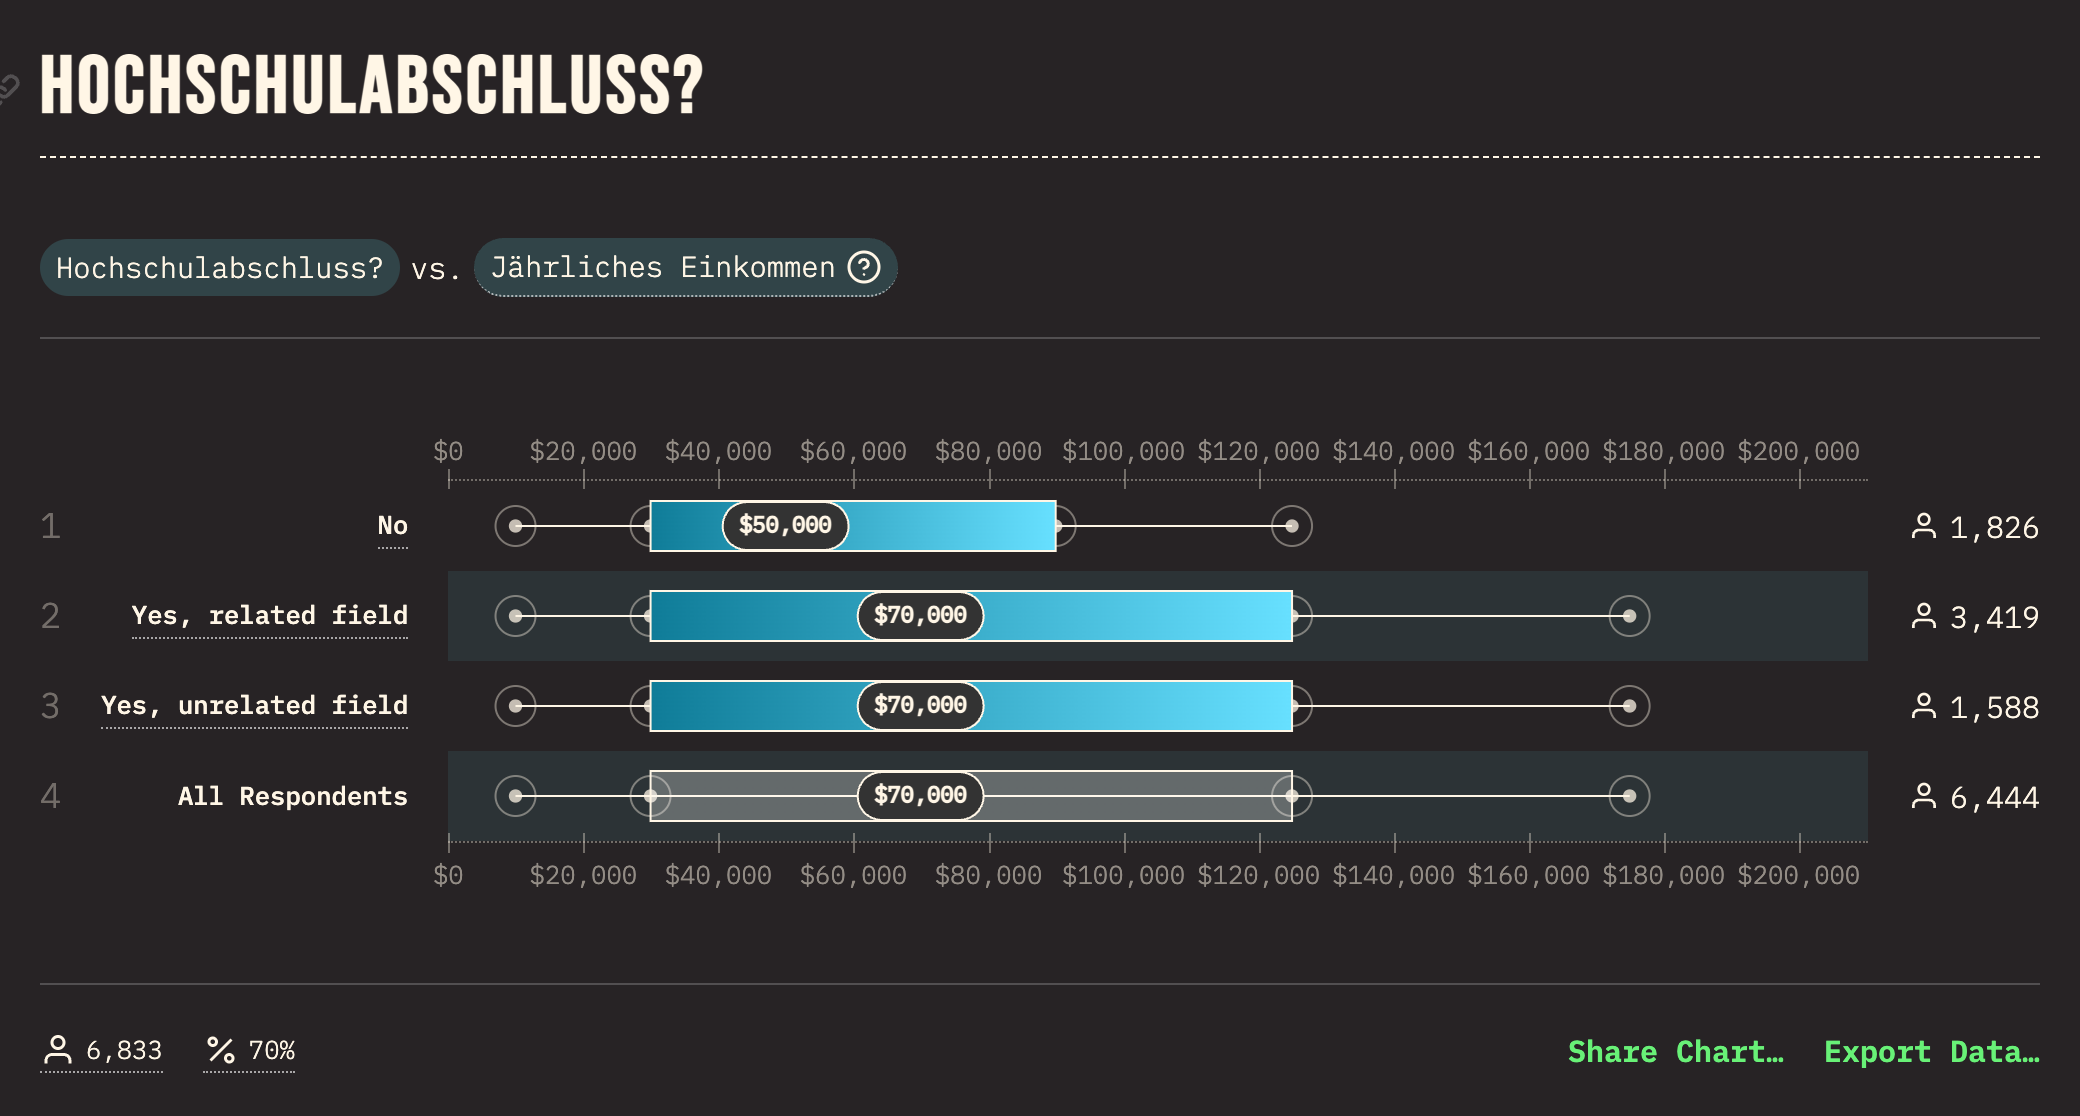 HOCHSCHULABSCHLUSS?
Hochschulabschluss? vs. Jährliches Einkommen ?
$0 $20,000 $40,000 $60,000 $80,000 $100,000 $120,000 $140,000 $160,000 $180,000 $200,000
1 No $50,000 1,826
2 Yes, related field $70,000 3,419
3 Yes, unrelated field $70,000 1,588
4 All Respondents $70,000 6,444
$0 $20,000 $40,000 $60,000 $80,000 $100,000 $120,000 $140,000 $160,000 $180,000 $200,000
6,833 % 70% Share Chart… Export Data…